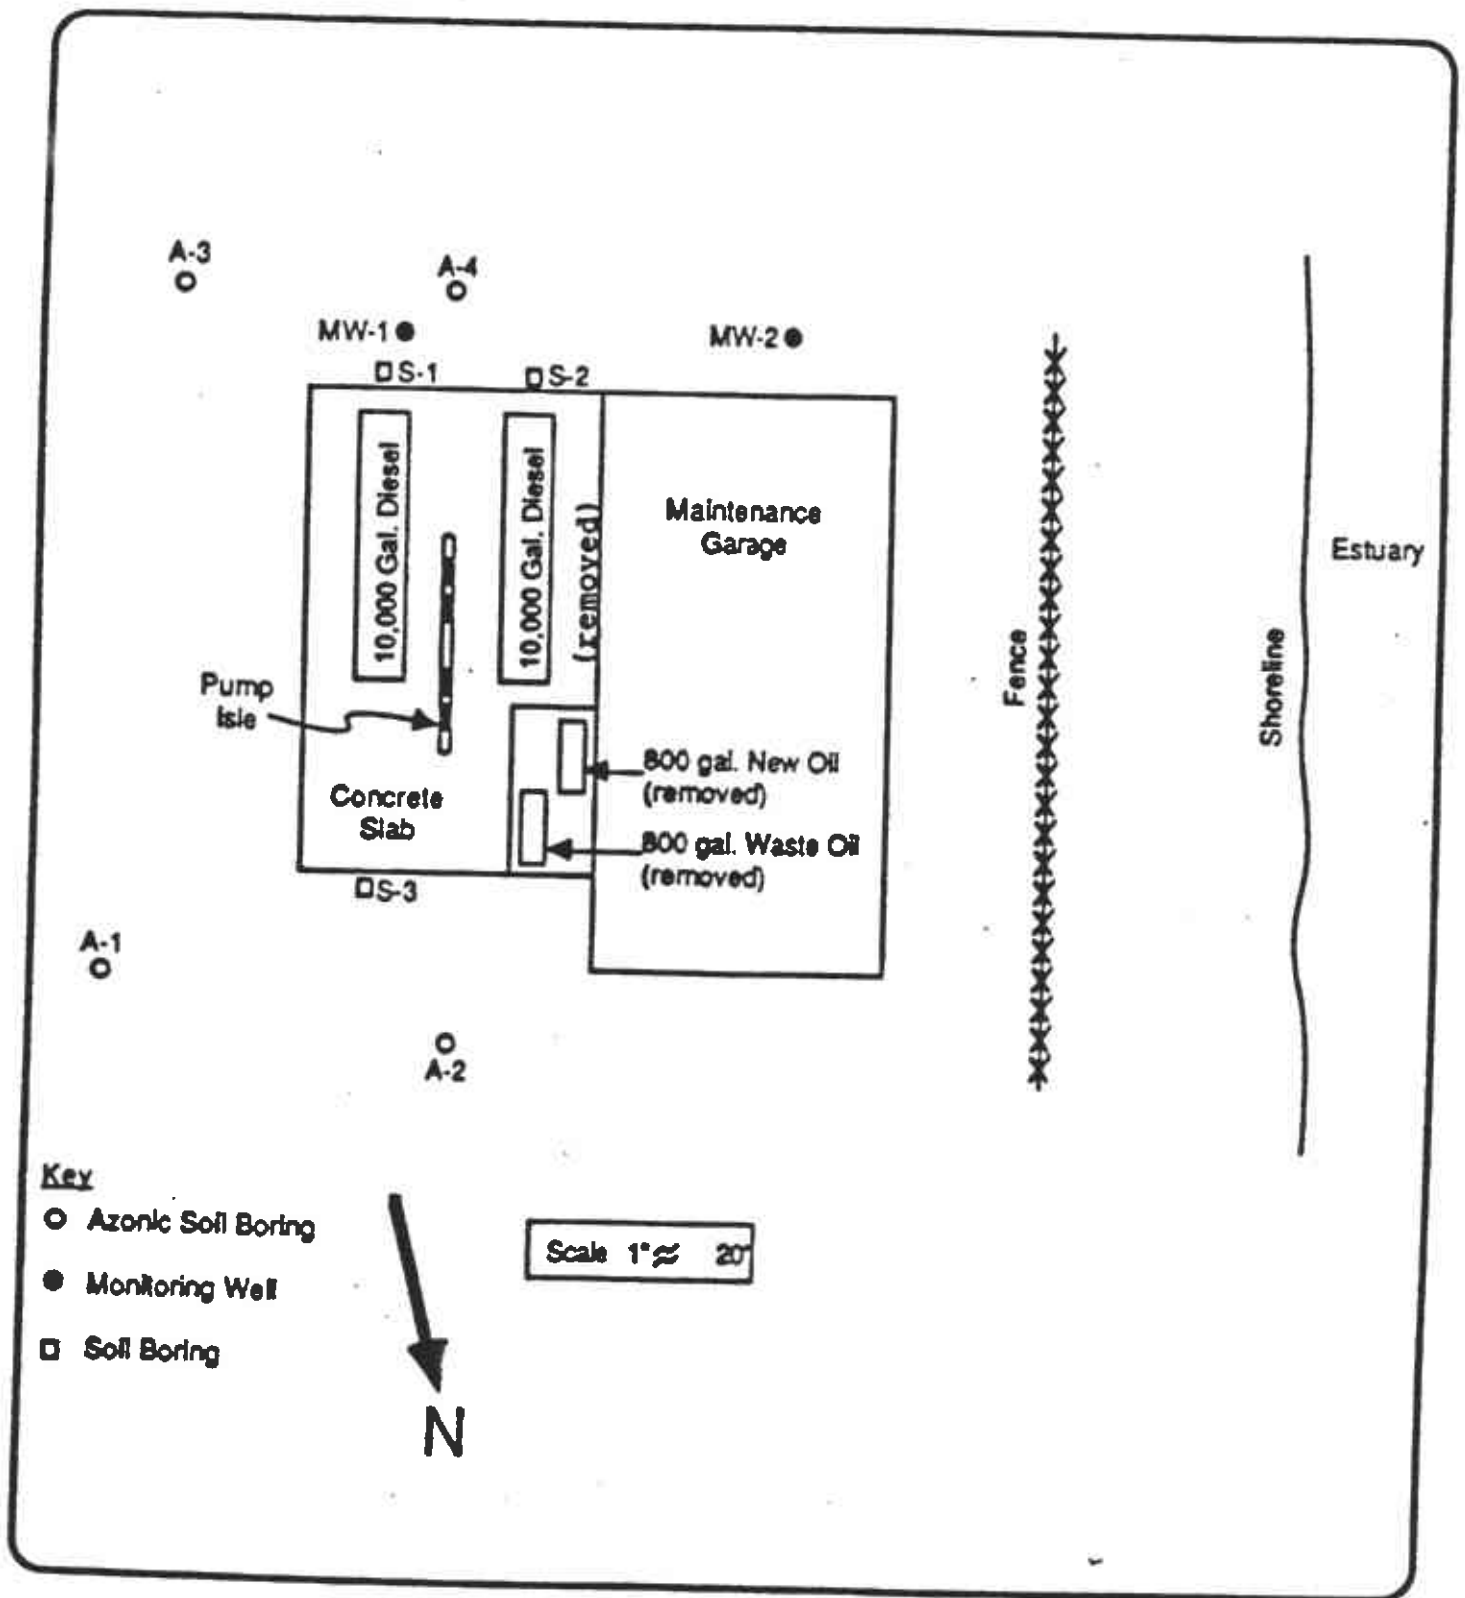 A-3
A-4
MW-1
MW-2
S-1
S-2
10,000 Gal. Diesel
10,000 Gal. Diesel
(removed)
Maintenance
Garage
Estuary
Fence
Shoreline
Pump
Isle
800 gal. New Oil
(removed)
Concrete
Slab
800 gal. Waste Oil
(removed)
S-3
A-1
A-2
Key
Azonic Soil Boring
Monitoring Well
Soil Boring
Scale 1"≈ 20'
N